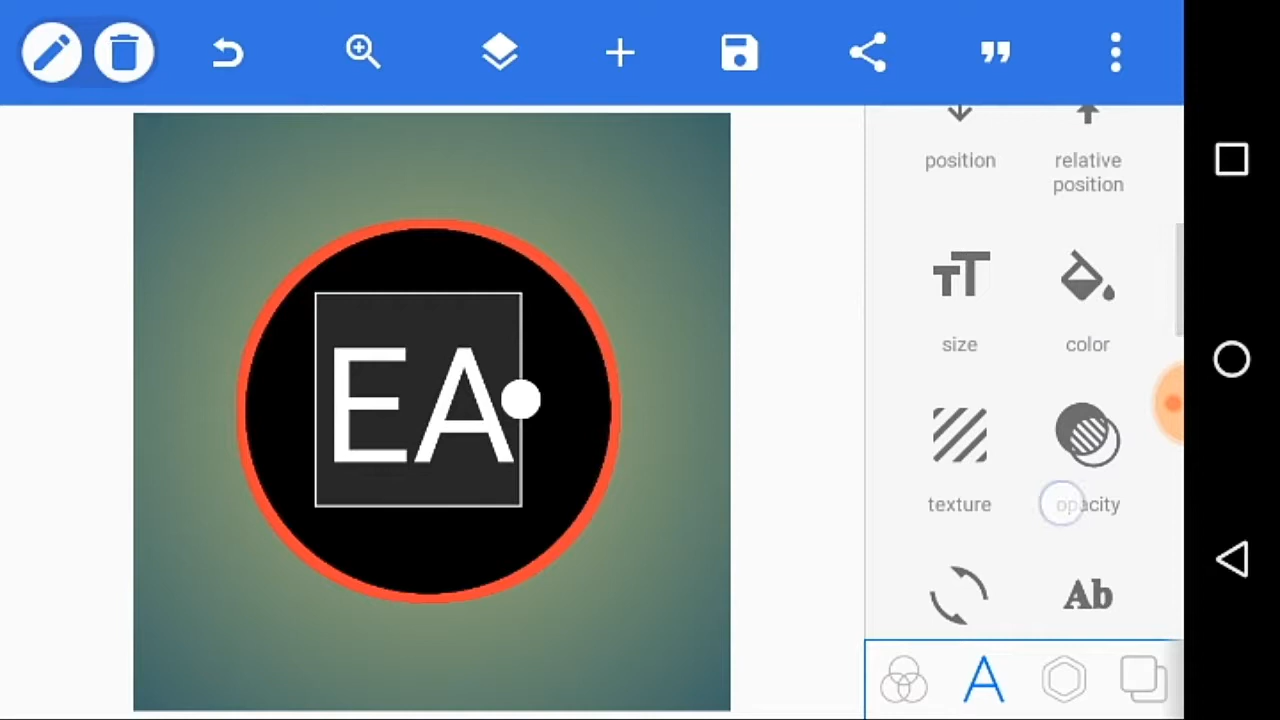 position
relative
position
EA
size
color
texture
opacity
Ab